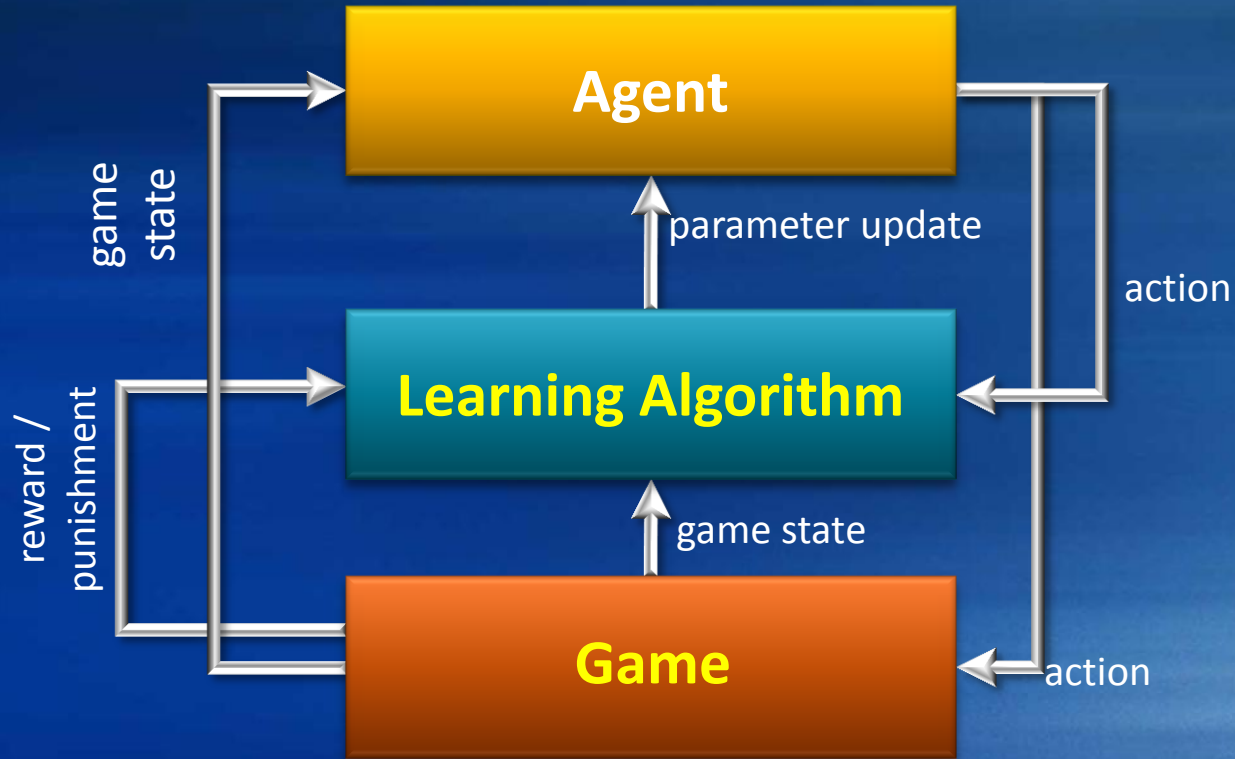 Agent
game
state
parameter update
action
reward /
punishment
Learning Algorithm
game state
Game
action